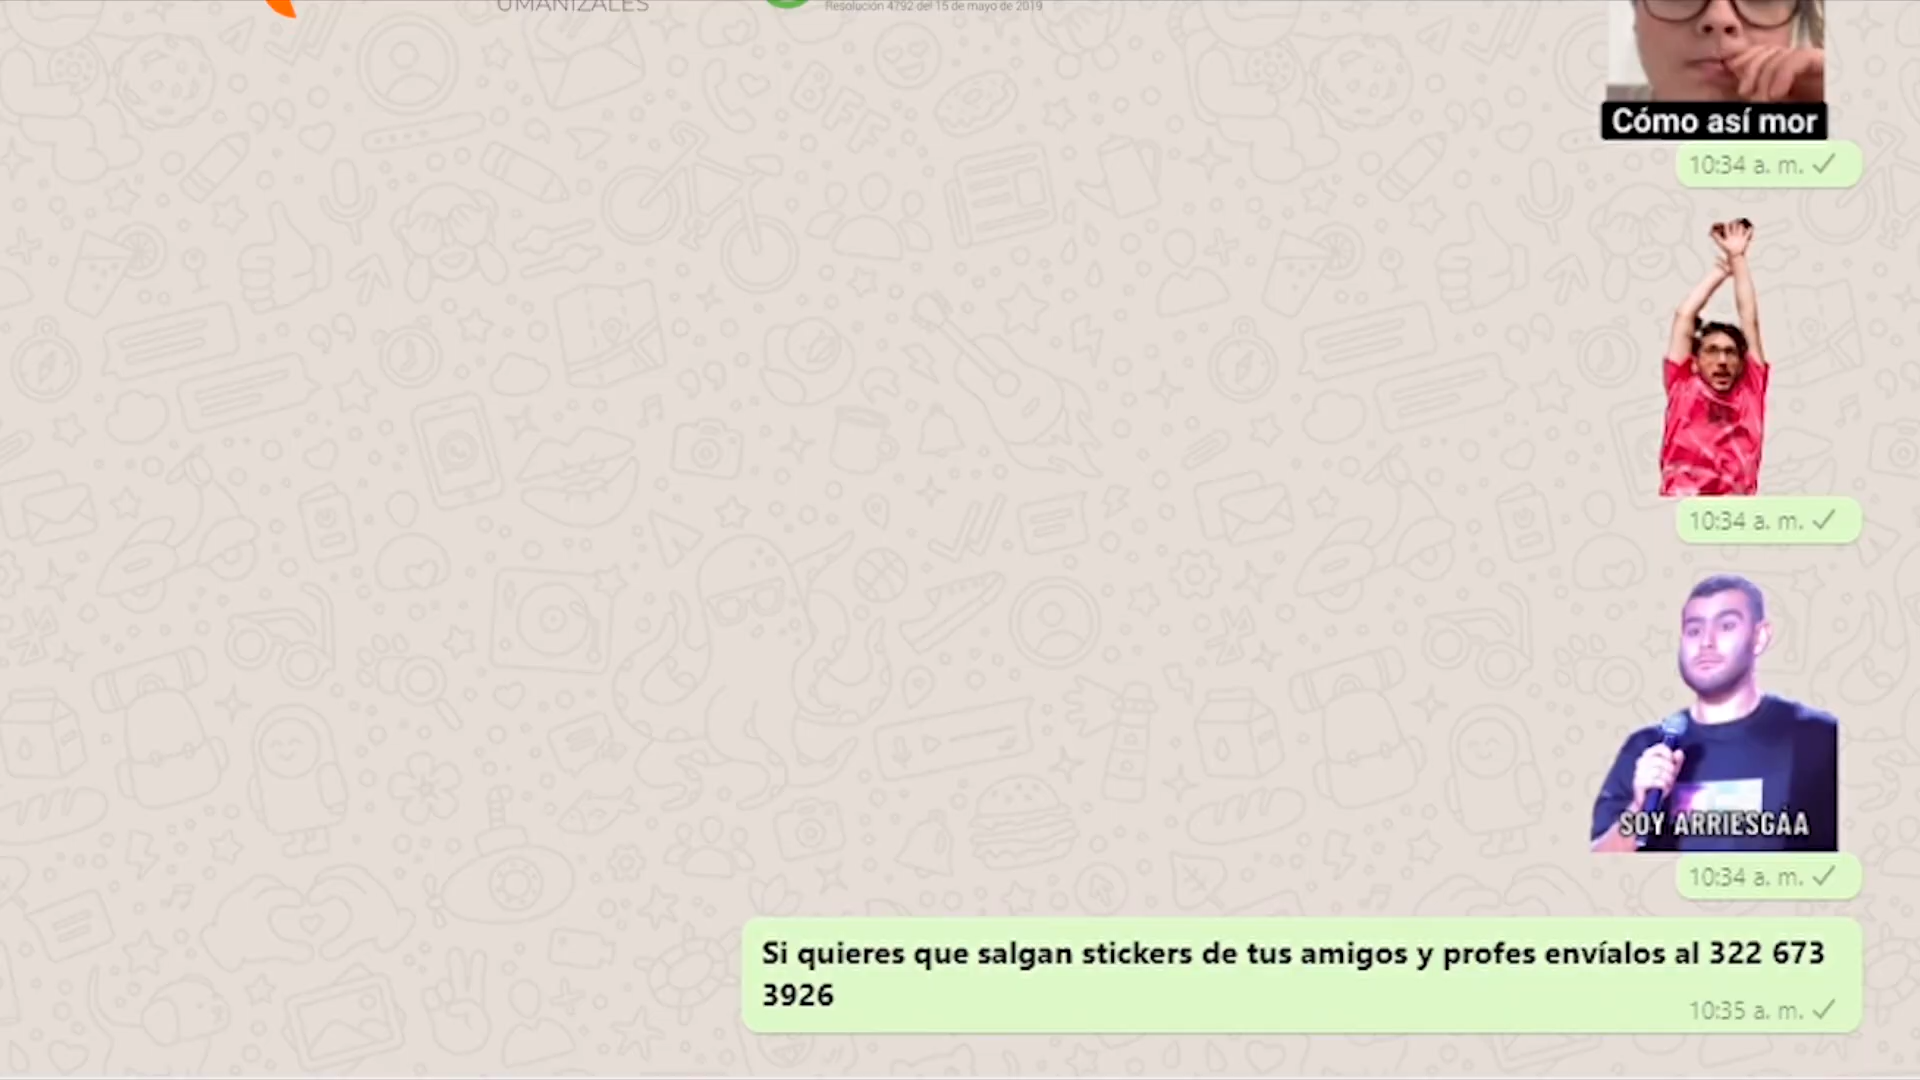 UMANIZALES
Resolución 4792 del 15 de mayo de 2019
Cómo así mor
10:34 a. m.
10:34 a. m.
SOY ARRIESGÁA
10:34 a. m.
Si quieres que salgan stickers de tus amigos y profes envíalos al 322 673
3926
10:35 a. m.